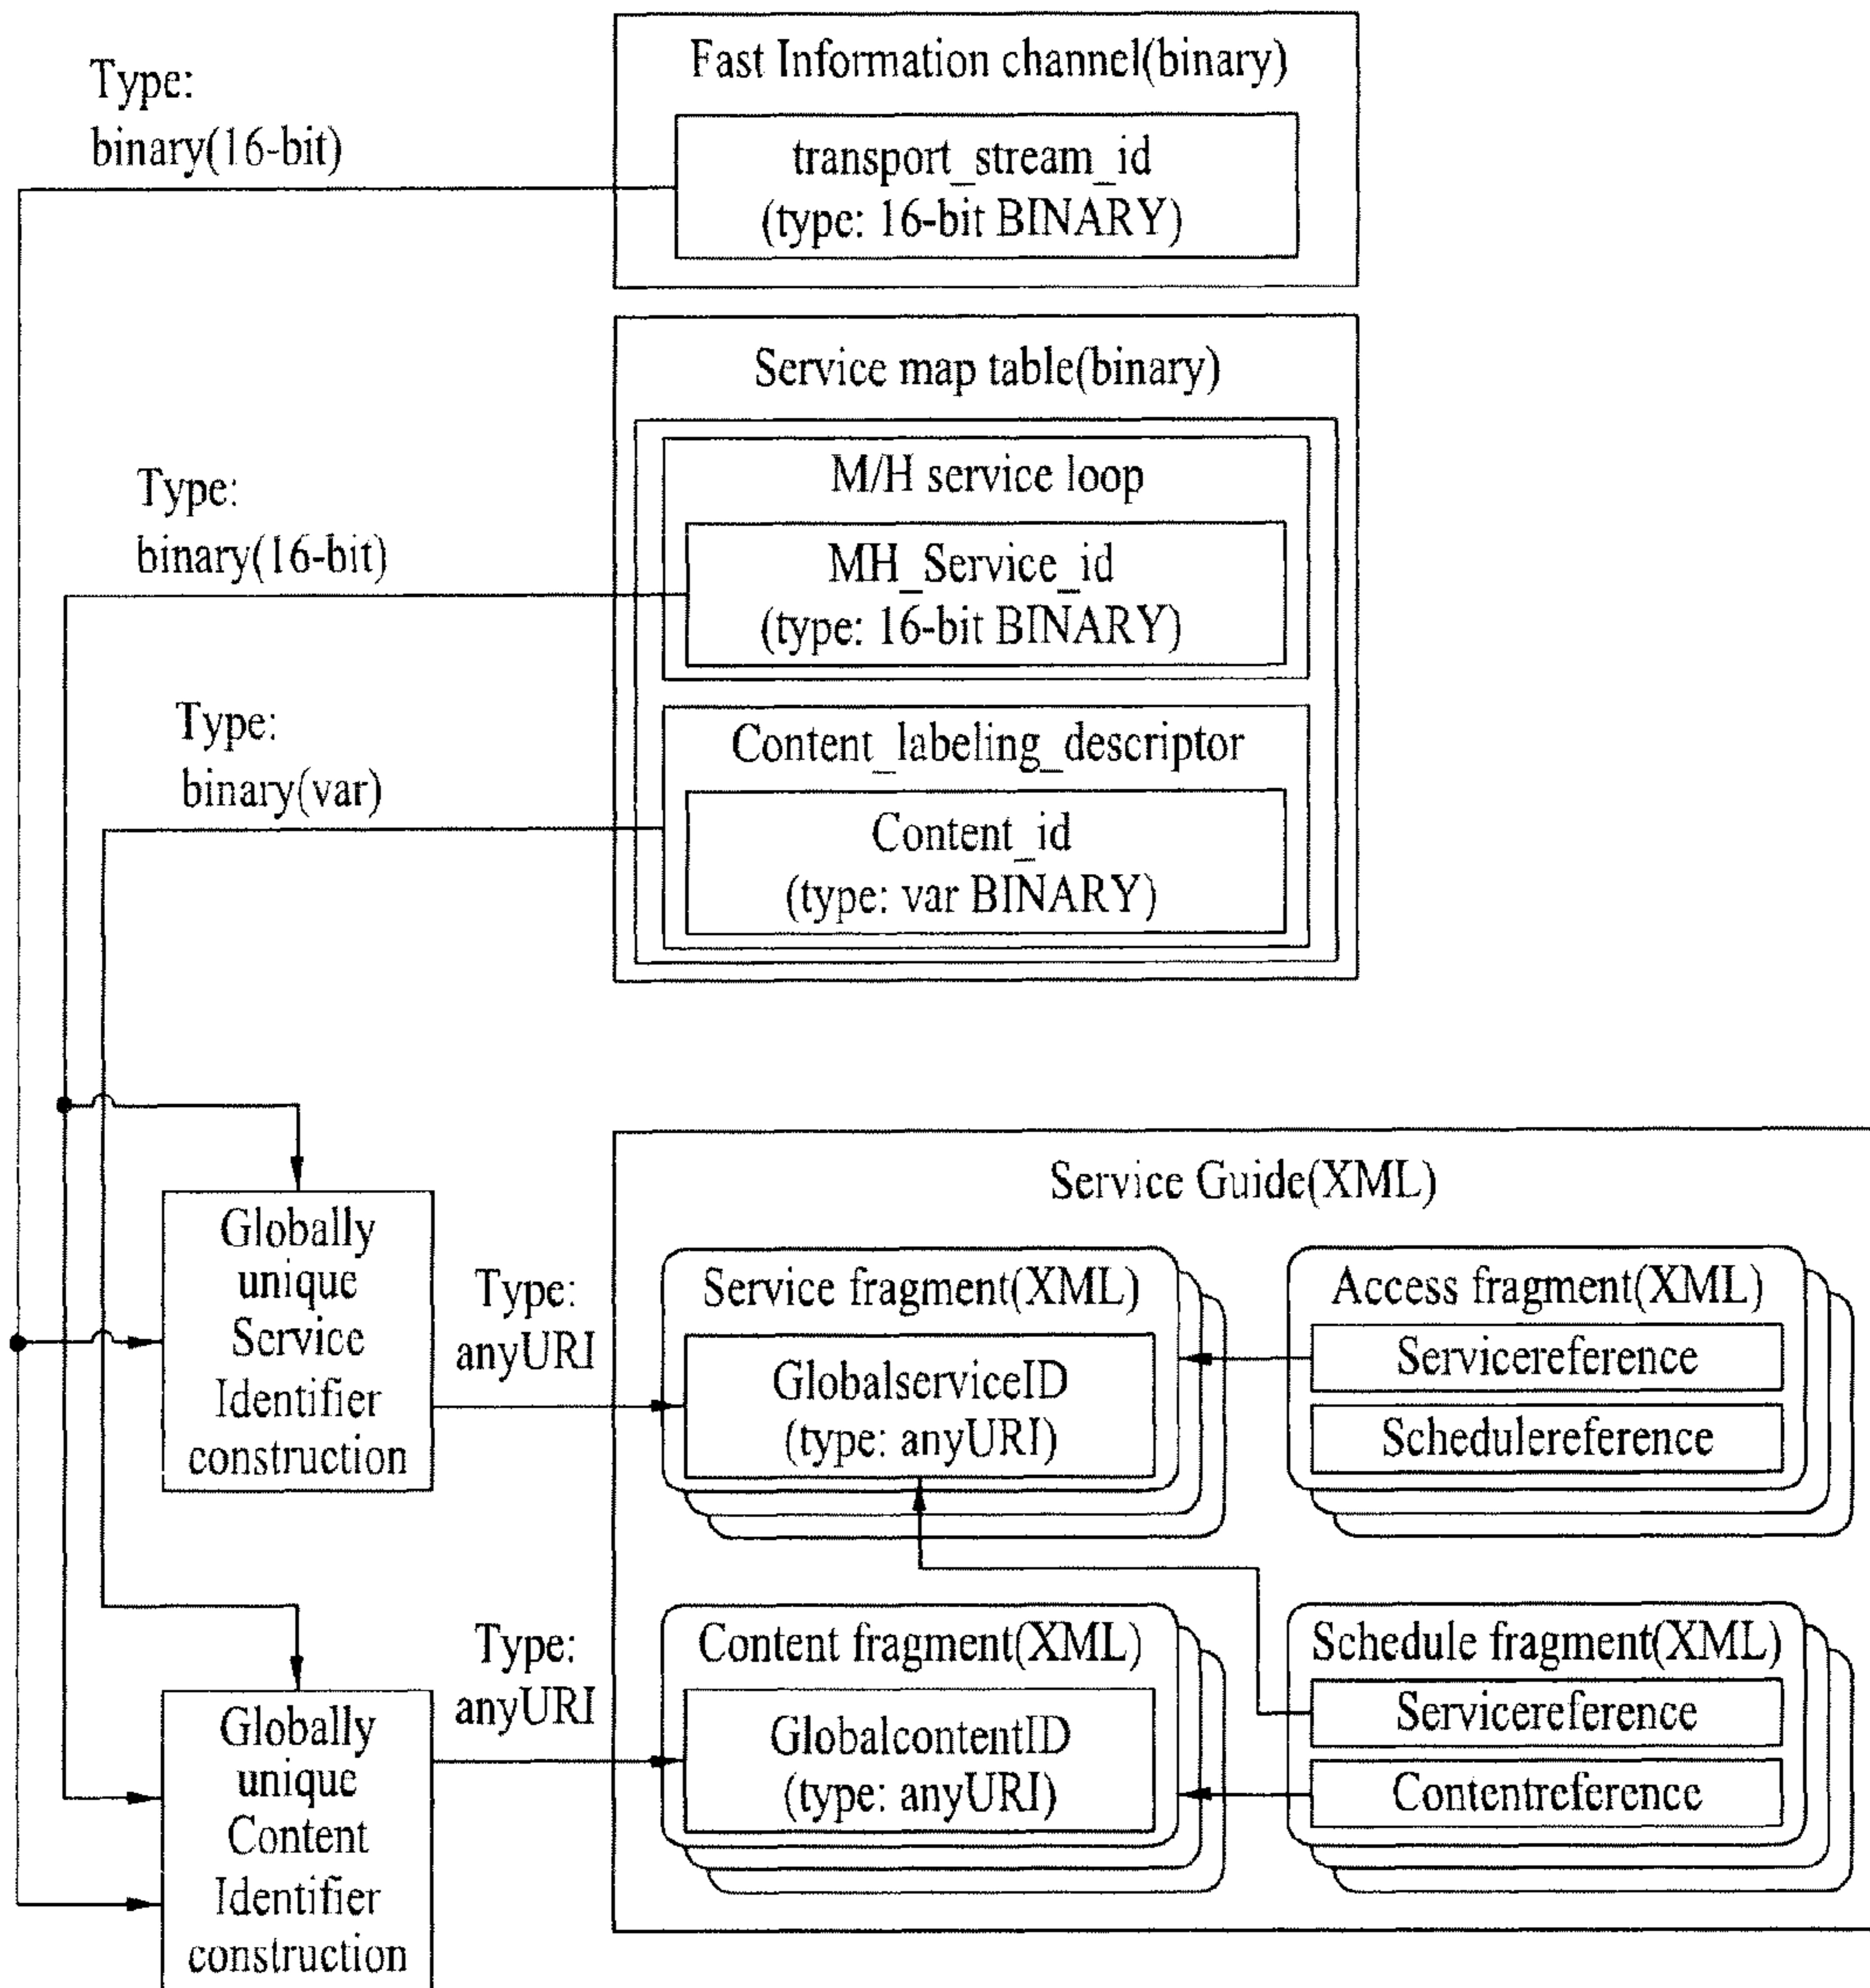 Fast Information channel(binary)
Type:
binary(16-bit)
transport_stream_id
(type: 16-bit BINARY)
Service map table(binary)
M/H service loop
Type:
binary(16-bit)
MH_Service_id
(type: 16-bit BINARY)
Type:
binary(var)
Content_labeling_descriptor
Content_id
(type: var BINARY)
Service Guide(XML)
Globally
unique
Service
Identifier
construction
Type:
anyURI
Service fragment(XML)
GlobalserviceID
(type: anyURI)
Access fragment(XML)
Servicereference
Schedulereference
Globally
unique
Content
Identifier
construction
Type:
anyURI
Content fragment(XML)
GlobalcontentID
(type: anyURI)
Schedule fragment(XML)
Servicereference
Contentreference